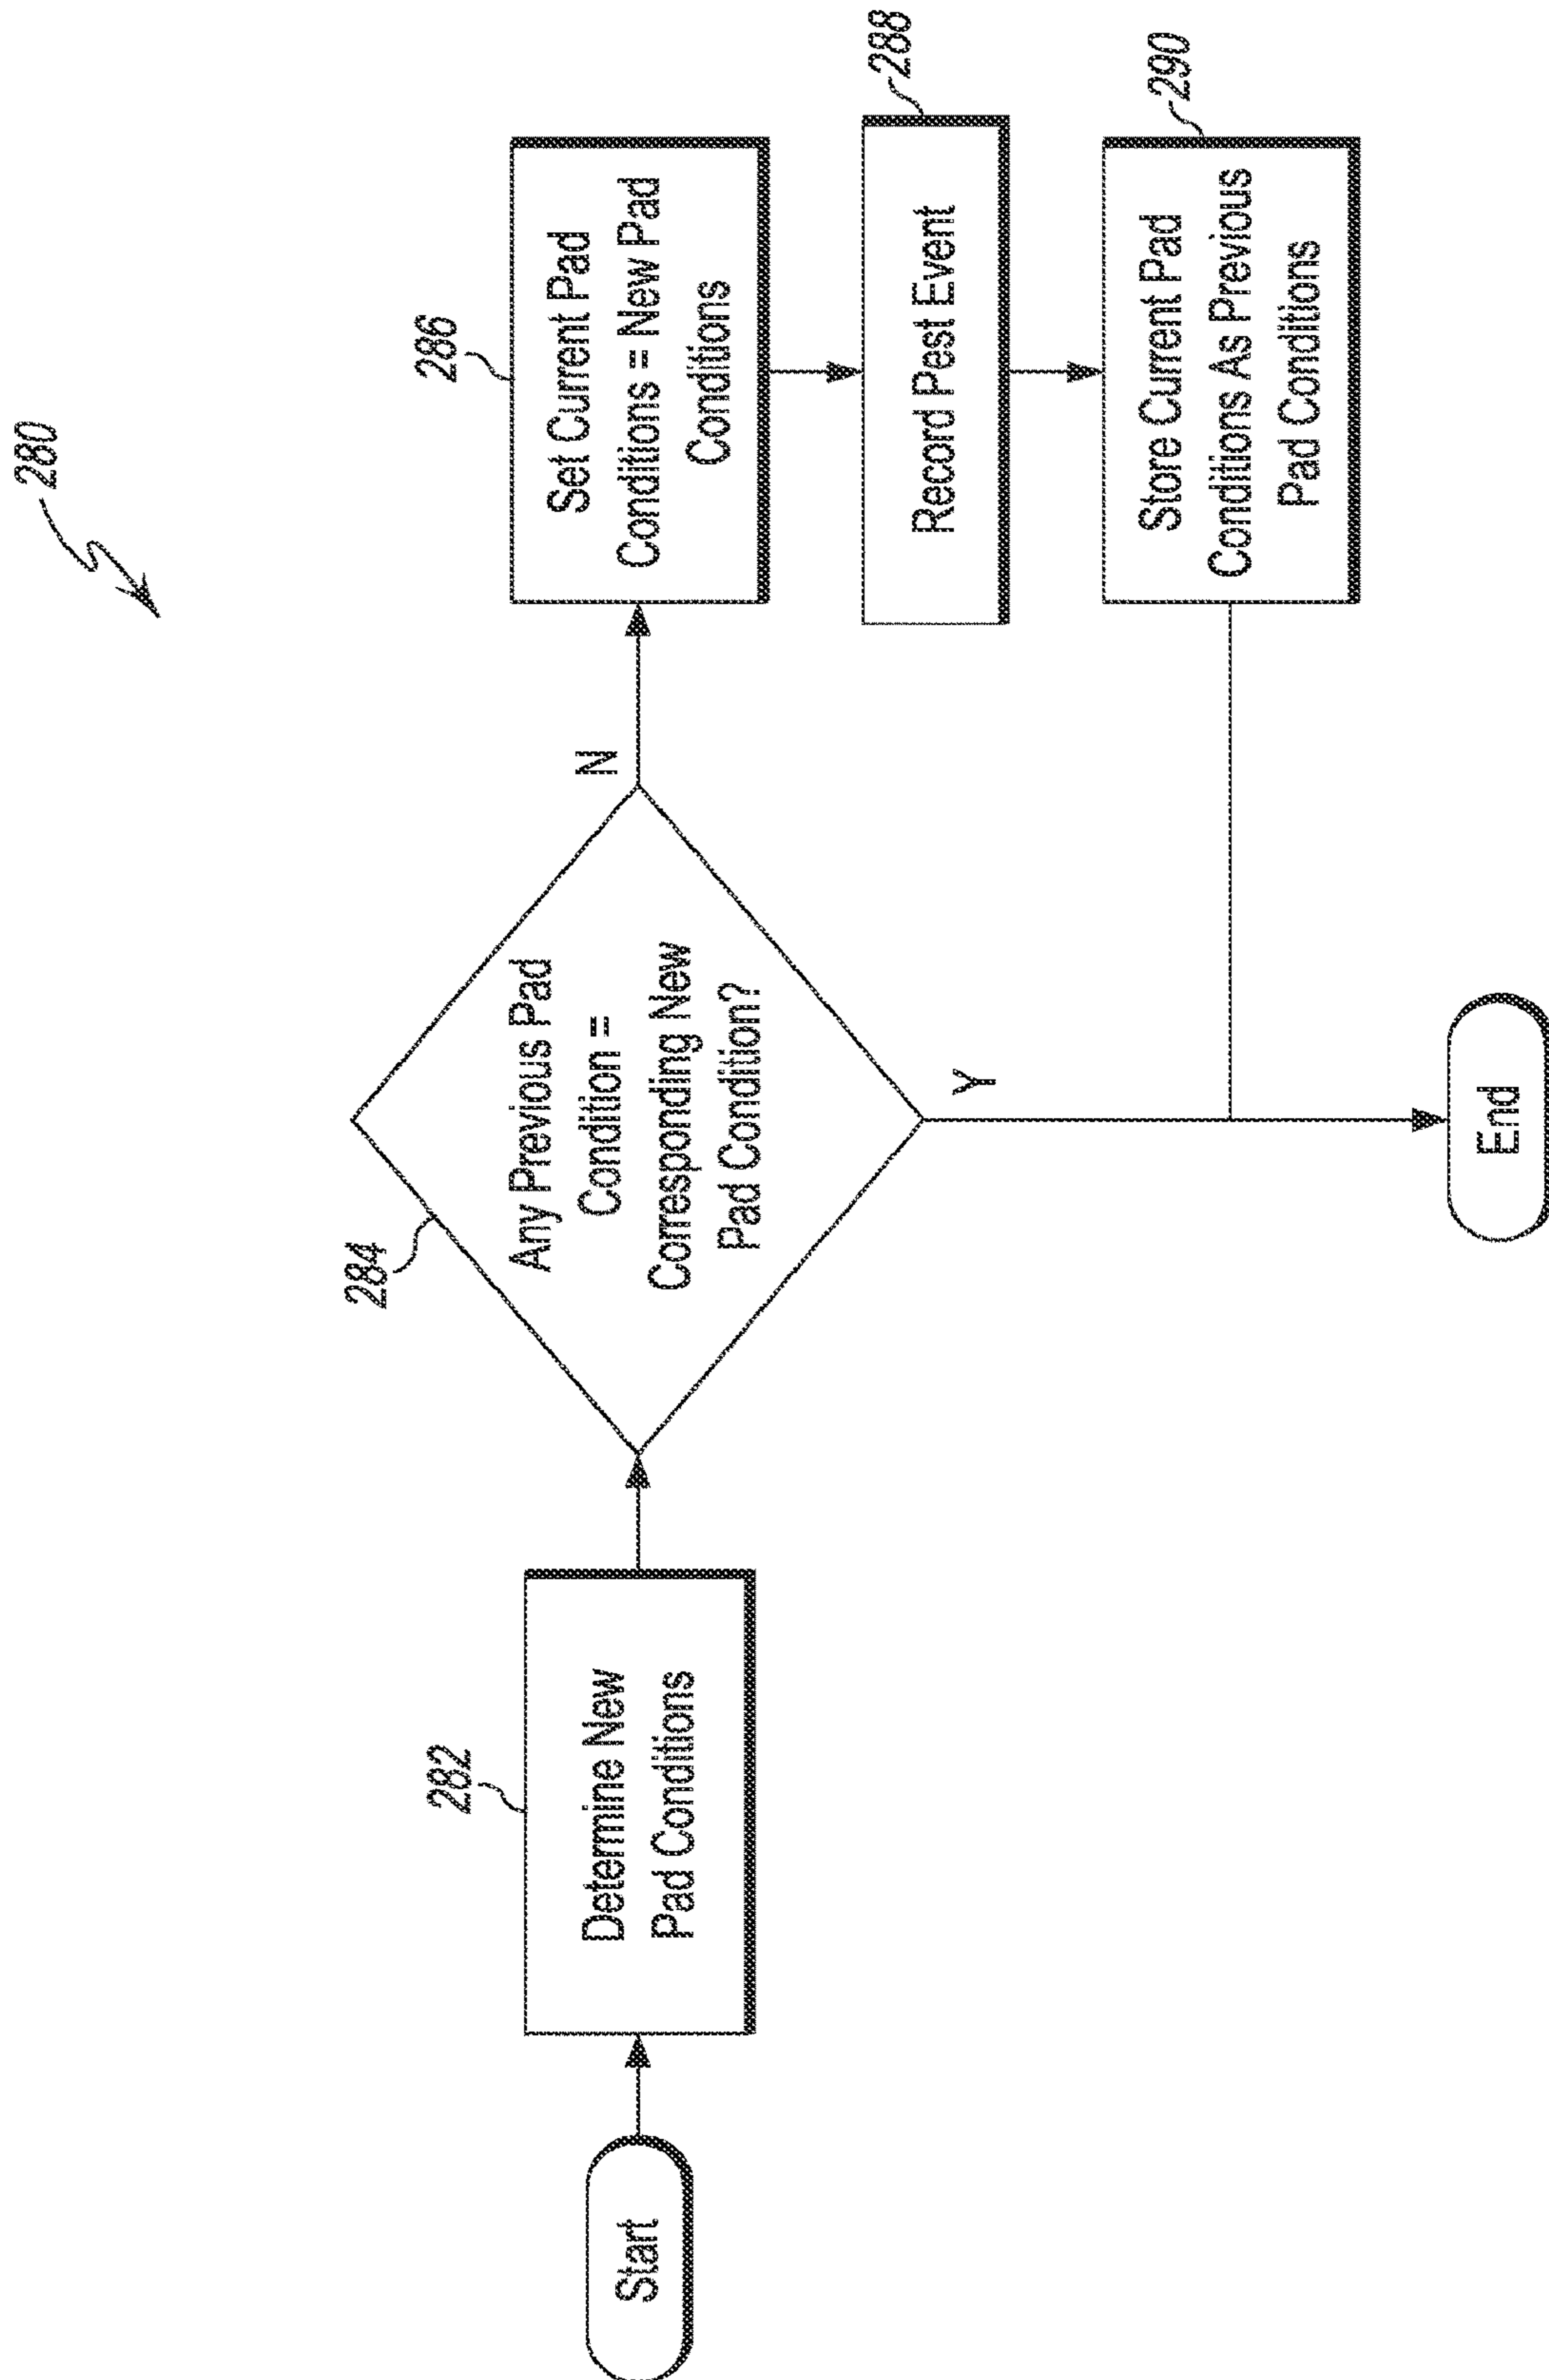 280
Start
282
Determine New
Pad Conditions
284
Any Previous Pad
Condition =
Corresponding New
Pad Condition?
N
Y
286
Set Current Pad
Conditions = New Pad
Conditions
288
Record Pest Event
290
Store Current Pad
Conditions As Previous
Pad Conditions
End